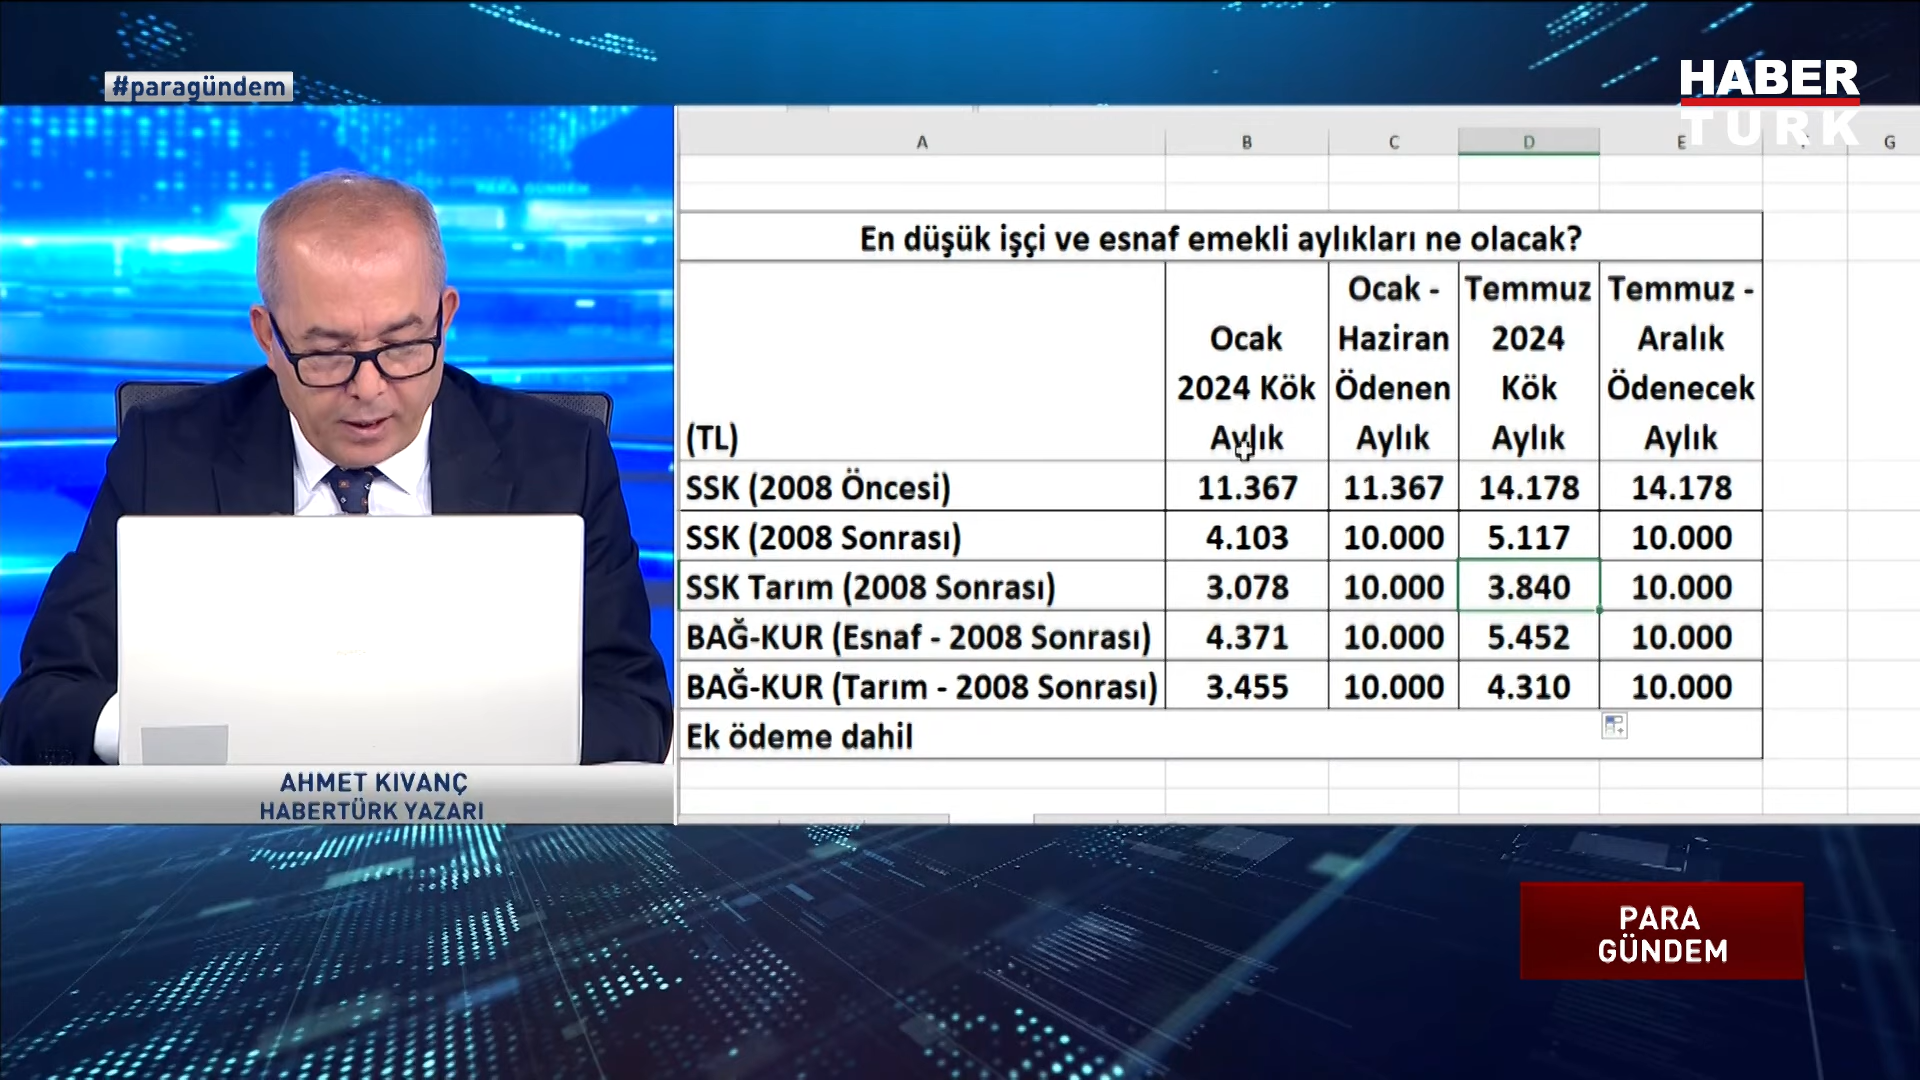 #paragündem
HABER
TURK
A B C D E G
En düşük işçi ve esnaf emekli aylıkları ne olacak?
(TL)
Ocak
2024 Kök
Aylık
Ocak -
Haziran
Ödenen
Aylık
Temmuz
2024
Kök
Aylık
Temmuz -
Aralık
Ödenecek
Aylık
SSK (2008 Öncesi) 11.367 11.367 14.178 14.178
SSK (2008 Sonrası) 4.103 10.000 5.117 10.000
SSK Tarım (2008 Sonrası) 3.078 10.000 3.840 10.000
BAĞ-KUR (Esnaf - 2008 Sonrası) 4.371 10.000 5.452 10.000
BAĞ-KUR (Tarım - 2008 Sonrası) 3.455 10.000 4.310 10.000
Ek ödeme dahil
AHMET KIVANÇ
HABERTÜRK YAZARI
PARA
GÜNDEM